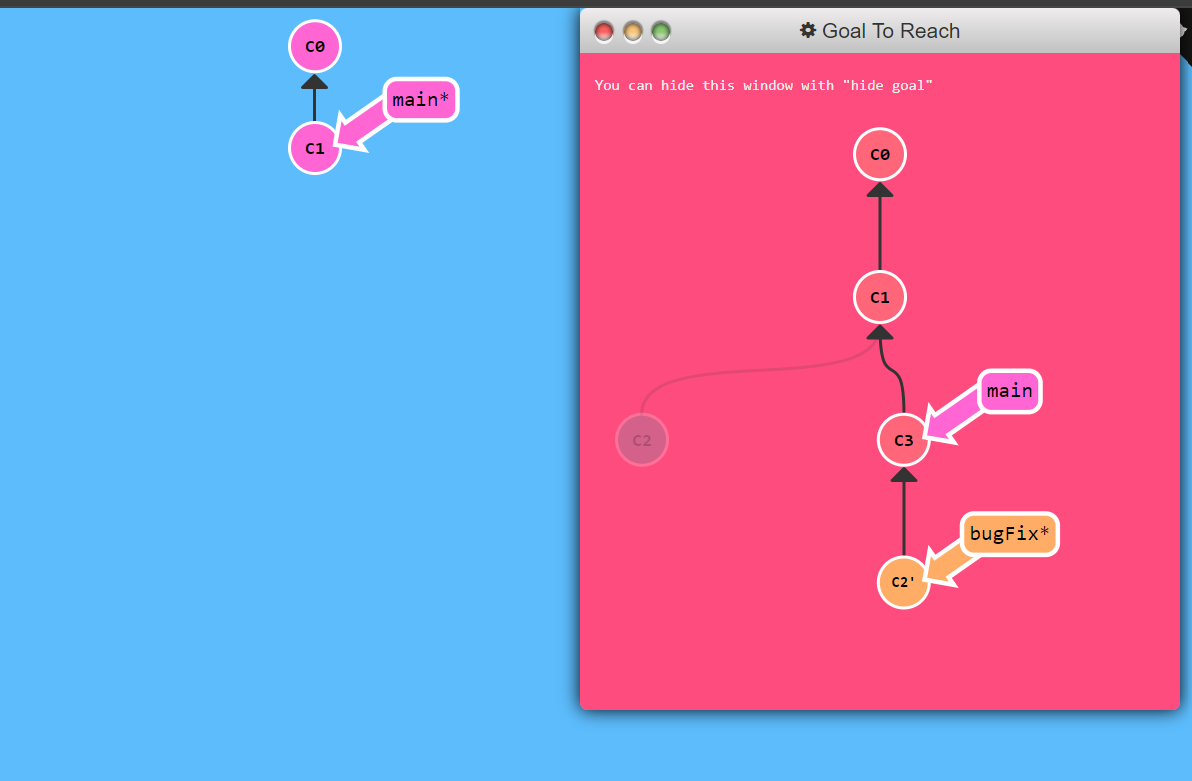 C0
main*
C1
Goal To Reach
You can hide this window with "hide goal"
C0
C1
main
C2
C3
bugFix*
C2'